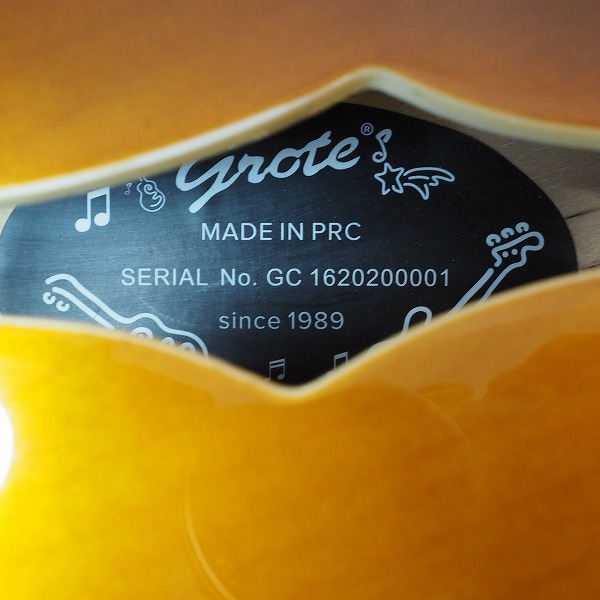 Grote®
MADE IN PRC
SERIAL No. GC 1620200001
since 1989